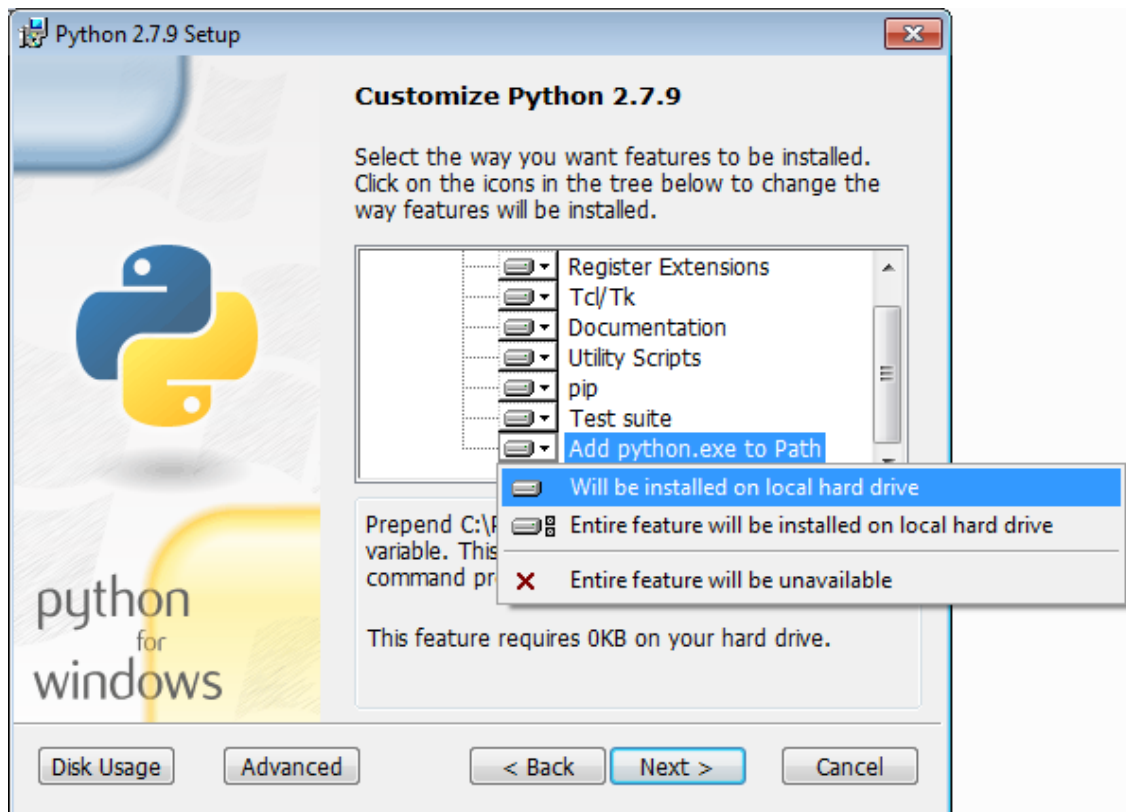 Python 2.7.9 Setup
Customize Python 2.7.9
Select the way you want features to be installed.
Click on the icons in the tree below to change the
way features will be installed.
Register Extensions
Tcl/Tk
Documentation
Utility Scripts
pip
Test suite
Add python.exe to Path
Will be installed on local hard drive
Entire feature will be installed on local hard drive
Entire feature will be unavailable
Prepend C:\
variable. This
command
This feature requires 0KB on your hard drive.
python
for
windows
Disk Usage
Advanced
< Back
Next >
Cancel